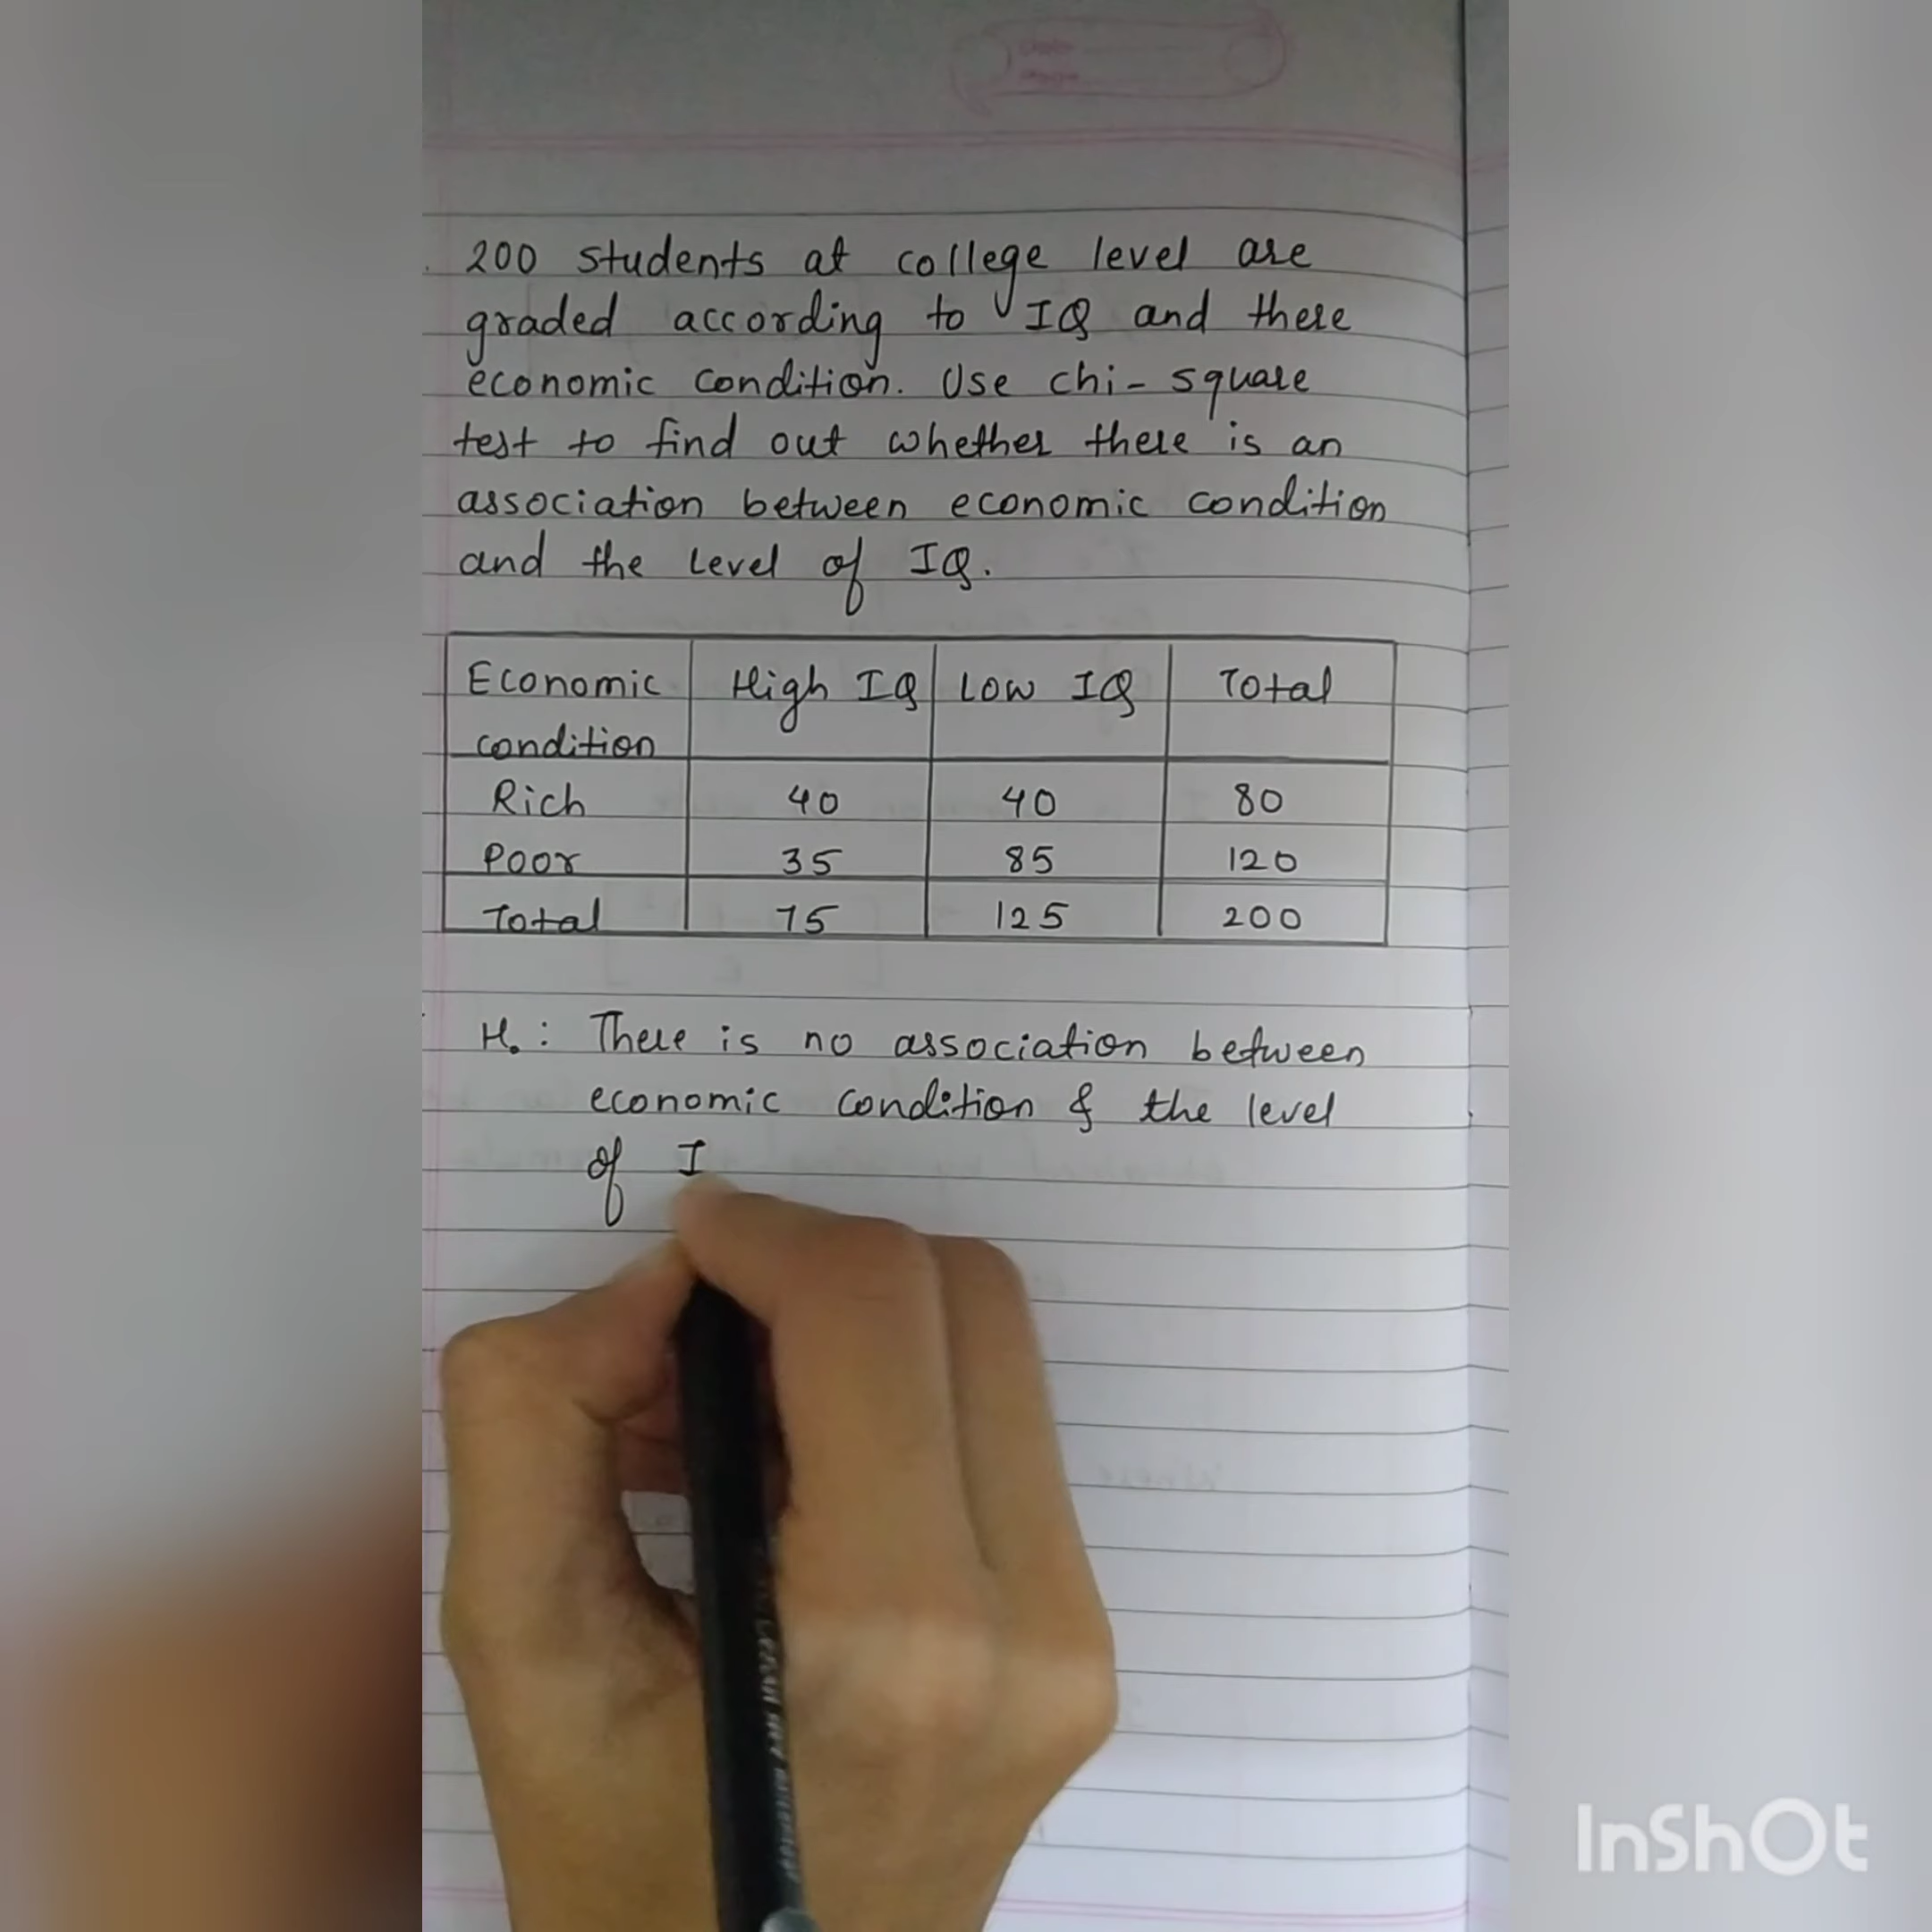 200 students at college level are
graded according to IQ and there
economic condition. Use chi-square
test to find out whether there is an
association between economic condition
and the level of IQ.
Economic condition High IQ Low IQ Total
Rich 40 40 80
Poor 35 85 120
Total 75 125 200
H₀: There is no association between
economic condition & the level
of I
InShOt